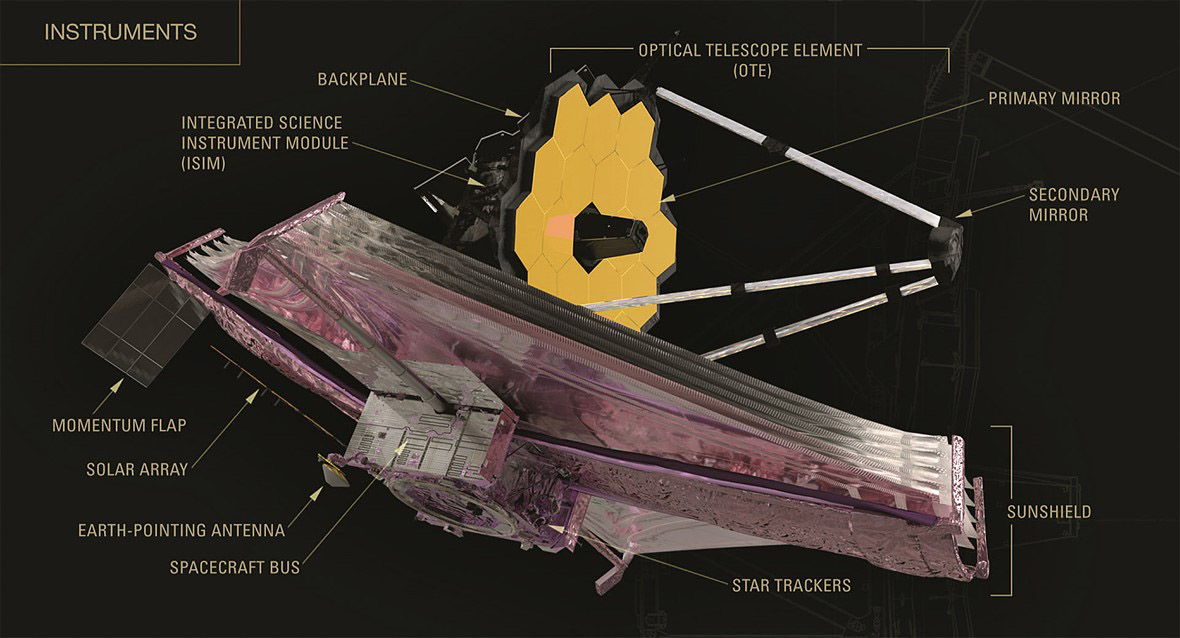 INSTRUMENTS
OPTICAL TELESCOPE ELEMENT
(OTE)
BACKPLANE
PRIMARY MIRROR
INTEGRATED SCIENCE
INSTRUMENT MODULE
(ISIM)
SECONDARY
MIRROR
MOMENTUM FLAP
SOLAR ARRAY
SUNSHIELD
EARTH-POINTING ANTENNA
SPACECRAFT BUS
STAR TRACKERS